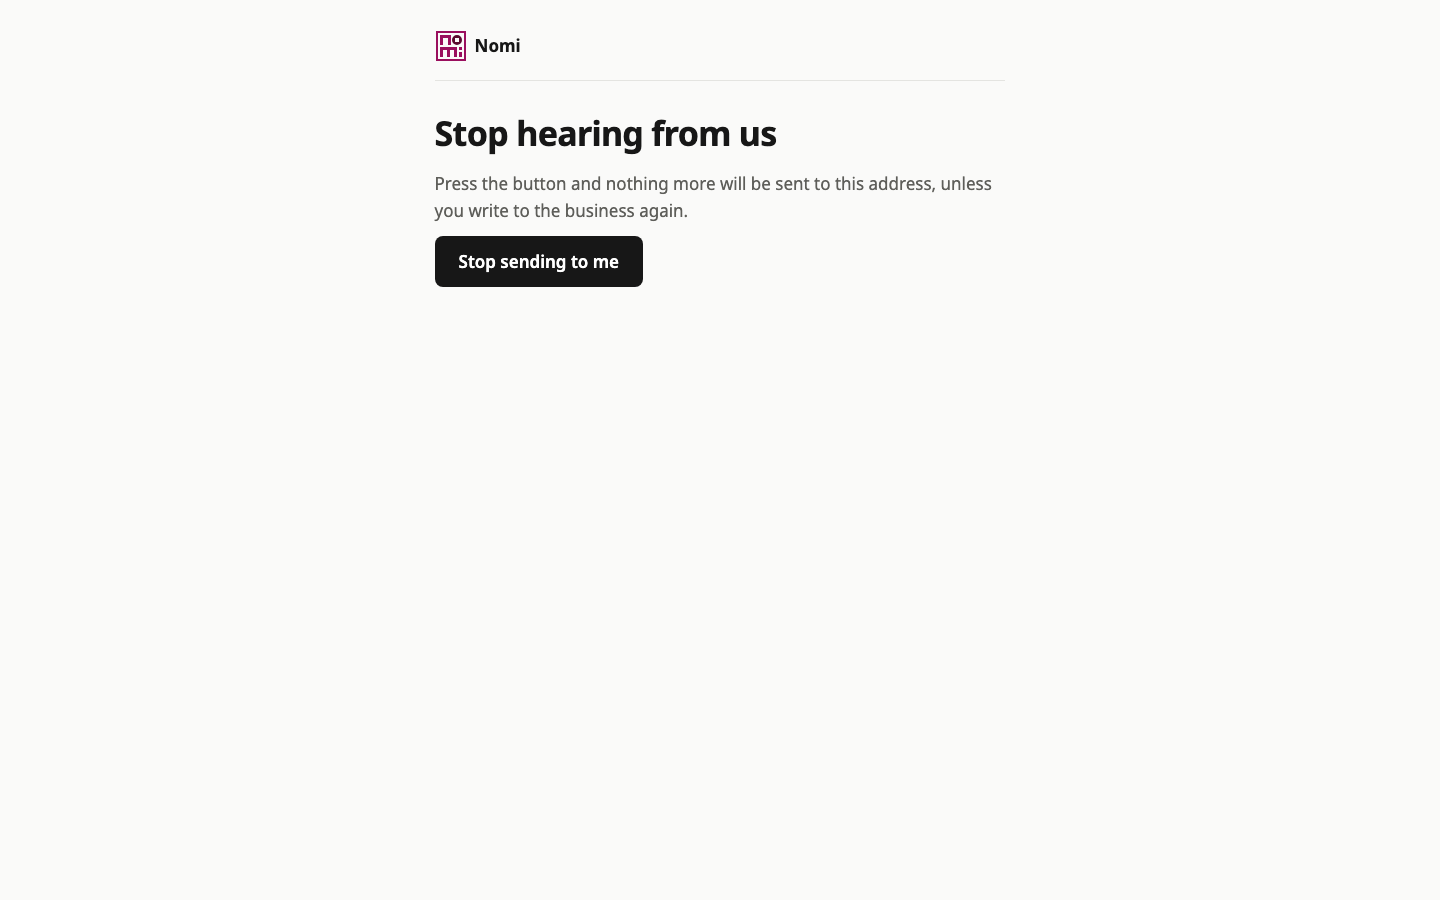 nomi
Nomi
Stop hearing from us
Press the button and nothing more will be sent to this address, unless
you write to the business again.
Stop sending to me